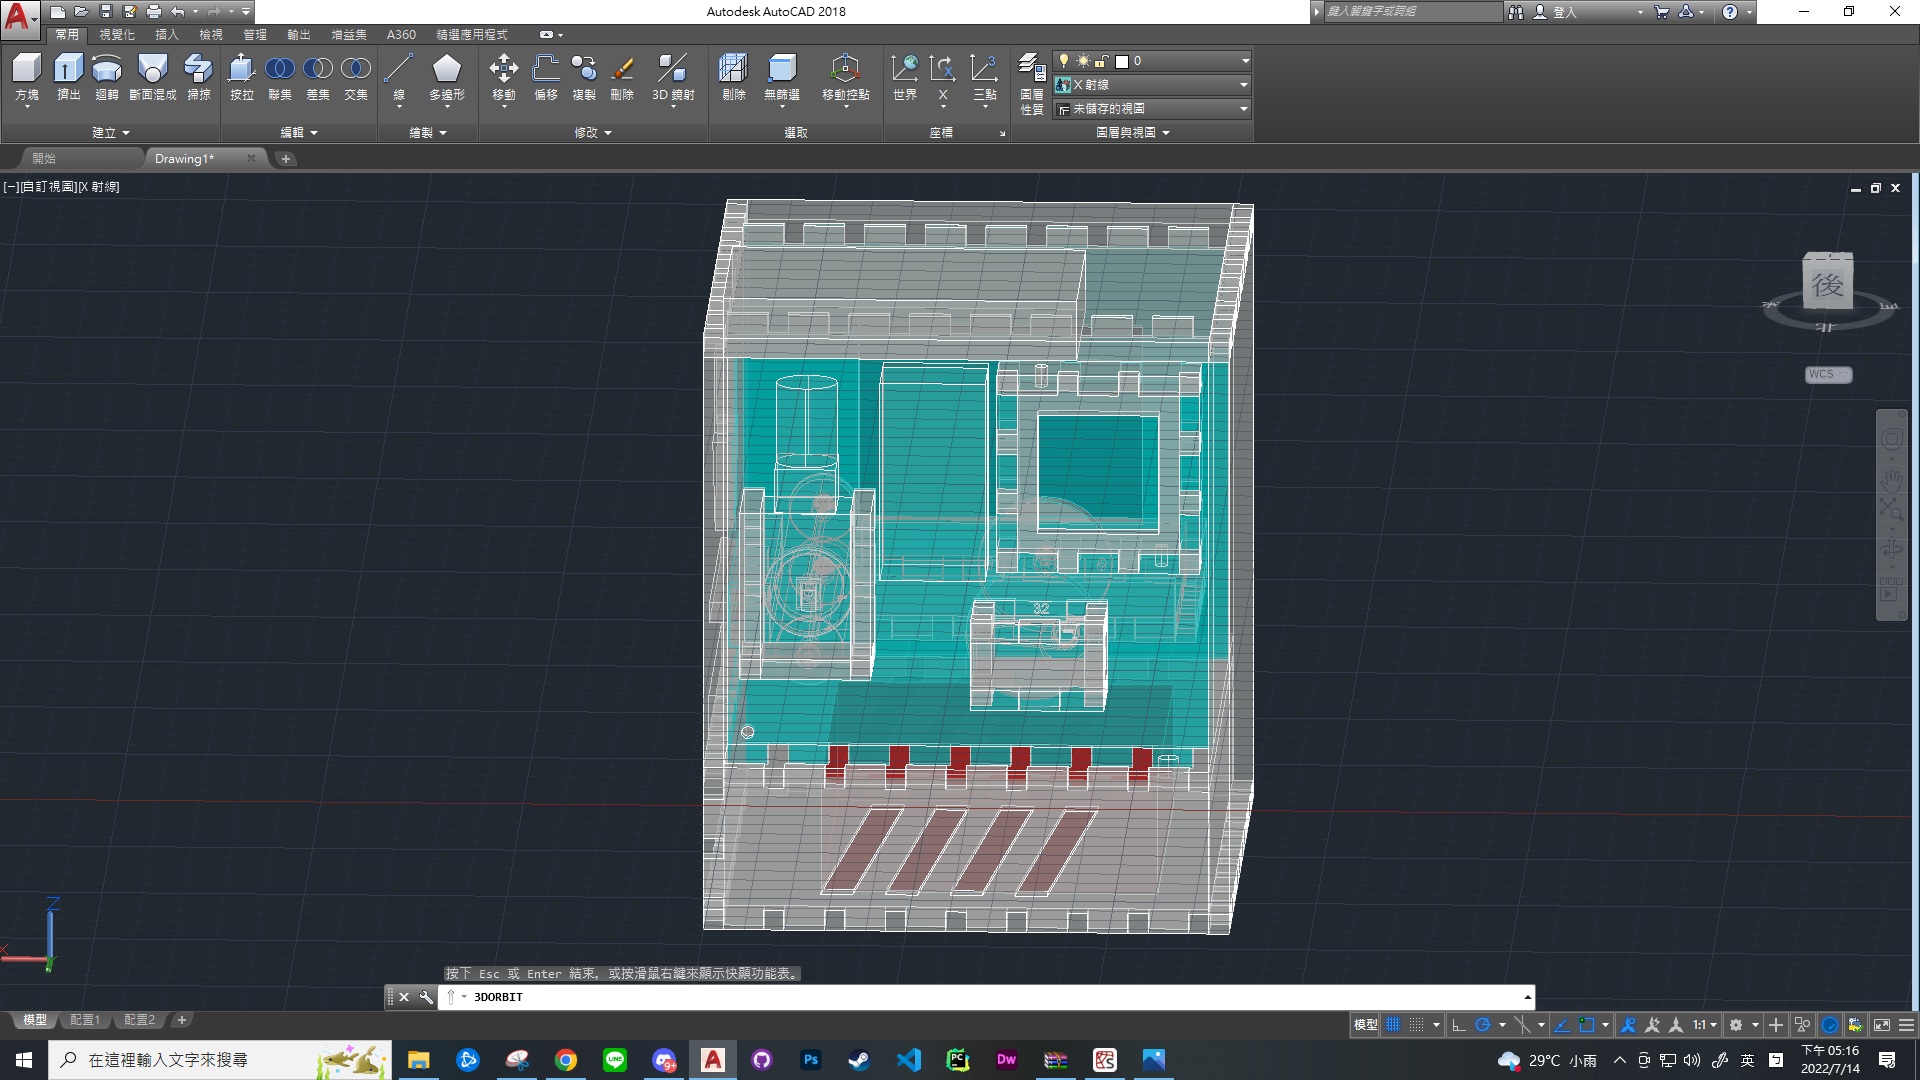 Autodesk AutoCAD 2018
鍵入關鍵字或詞組
登入
常用 視覺化 插入 檢視 管理 輸出 增益集 A360 精選應用程式
方塊 擠出 迴轉 斷面混成 掃掠
按拉 聯集 差集 交集
線 多邊形
移動 偏移 複製 刪除 3D 鏡射
剔除 無篩選 移動控點
世界 X 三點
圖層性質
0
X 射線
未儲存的視圖
建立 編輯 繪製 修改 選取 座標 圖層與視圖
開始 Drawing1*
[−][自訂視圖][X 射線]
後
北
WCS
32
Z
按下 Esc 或 Enter 結束, 或按滑鼠右鍵來顯示快顯功能表。
3DORBIT
模型 配置1 配置2
模型 1:1
在這裡輸入文字來搜尋
LINE
9+
A
Ps
PC
Dw
29°C 小雨
英
下午 05:16
2022/7/14